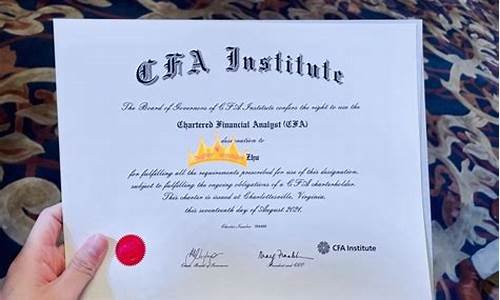 CFA Institute
The Board of Governors of CFA Institute confers the right to use the
Chartered Financial Analyst (CFA)
designation to
Zhu
for fulfilling all the requirements prescribed for use of this designation,
subject to fulfilling the ongoing obligations of a CFA charterholder.
This charter is issued at Charlottesville, Virginia,
this seventeenth day of August 2021.
Charter Number
CFA Institute